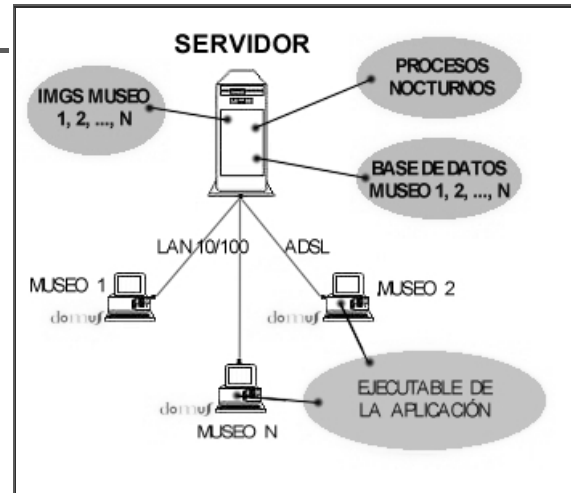 SERVIDOR
IMGS MUSEO
1, 2, ..., N
PROCESOS
NOCTURNOS
BASE DE DATOS
MUSEO 1, 2, ..., N
LAN 10/100
ADSL
MUSEO 1
domus
MUSEO 2
domus
domus
MUSEO N
EJECUTABLE DE
LA APLICACIÓN